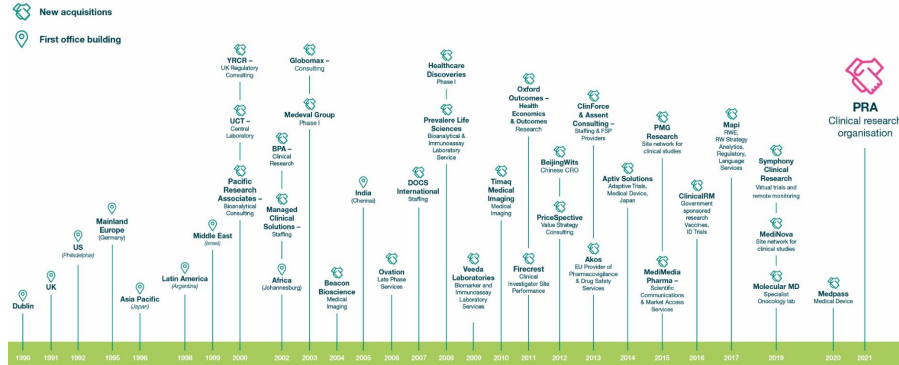 New acquisitions
First office building
Dublin
1990
UK
1991
US
(Philadelphia)
1992
Mainland
Europe
(Germany)
1995
Asia Pacific
(Japan)
1996
Latin America
(Argentina)
1998
Middle East
(Israel)
1999
YRCR –
UK Regulatory
Consulting
UCT –
Central
Laboratory
Pacific
Research
Associates –
Bioanalytical
Consulting
2000
BPA –
Clinical
Research
Managed
Clinical
Solutions –
Staffing
Africa
(Johannesburg)
2002
Globomax –
Consulting
Medeval Group
Phase I
2003
Beacon
Bioscience
Medical
Imaging
2004
India
(Chennai)
2005
Ovation
Late Phase
Services
2006
DOCS
International
Staffing
2007
Healthcare
Discoveries
Phase I
Prevalere Life
Sciences
Bioanalytical &
Immunoassay
Laboratory
Service
2008
Veeda
Laboratories
Biomarker and
Immunoassay
Laboratory
Services
2009
Timaq
Medical
Imaging
Medical
Imaging
2010
Oxford
Outcomes –
Health
Economics
& Outcomes
Research
Firecrest
Clinical
Investigator Site
Performance
2011
BeijingWits
Chinese CRO
PriceSpective
Value Strategy
Consulting
2012
ClinForce
& Assent
Consulting –
Staffing & FSP
Providers
Akos
EU Provider of
Pharmacovigilance
& Drug Safety
Services
2013
Aptiv Solutions
Adaptive Trials,
Medical Device,
Japan
2014
PMG
Research
Site network for
clinical studies
MediMedia
Pharma –
Scientific
Communications
& Market Access
Services
2015
ClinicalRM
Government
sponsored
research
Vaccines,
ID Trials
2016
Mapi
RWE,
RW Strategy
Analytics,
Regulatory,
Language
Services
2017
Symphony
Clinical
Research
Virtual trials and
remote monitoring
MediNova
Site network for
clinical studies
Molecular MD
Specialist
Onocology lab
2019
Medpass
Medical Device
2020
PRA
Clinical research
organisation
2021